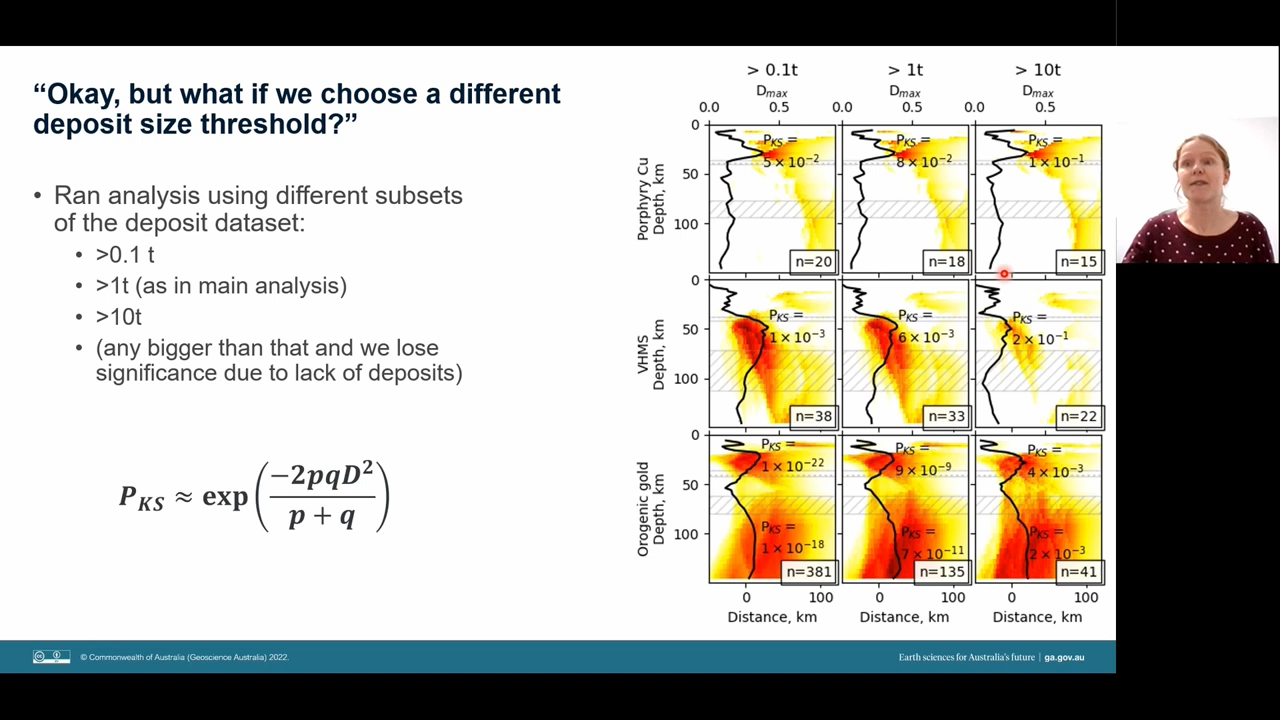 “Okay, but what if we choose a different
deposit size threshold?”
• Ran analysis using different subsets
of the deposit dataset:
• >0.1 t
• >1t (as in main analysis)
• >10t
• (any bigger than that and we lose
significance due to lack of deposits)
P_KS ≈ exp(−2pqD²/p + q)
> 0.1t > 1t > 10t
D_max D_max D_max
0.0 0.5 0.0 0.5 0.0 0.5
Porphyry Cu
Depth, km
0
50
100
P_KS = 5 × 10⁻²
n=20
P_KS = 8 × 10⁻²
n=18
P_KS = 1 × 10⁻¹
n=15
VHMS
Depth, km
0
50
100
P_KS = 1 × 10⁻³
n=38
P_KS = 6 × 10⁻³
n=33
P_KS = 2 × 10⁻¹
n=22
Orogenic gold
Depth, km
0
50
100
P_KS = 1 × 10⁻²²
P_KS = 1 × 10⁻¹⁸
n=381
P_KS = 9 × 10⁻⁹
P_KS = 7 × 10⁻¹¹
n=135
P_KS = 4 × 10⁻³
P_KS = 2 × 10⁻³
n=41
0 100 0 100 0 100
Distance, km Distance, km Distance, km
© Commonwealth of Australia (Geoscience Australia) 2022.
Earth sciences for Australia’s future | ga.gov.au